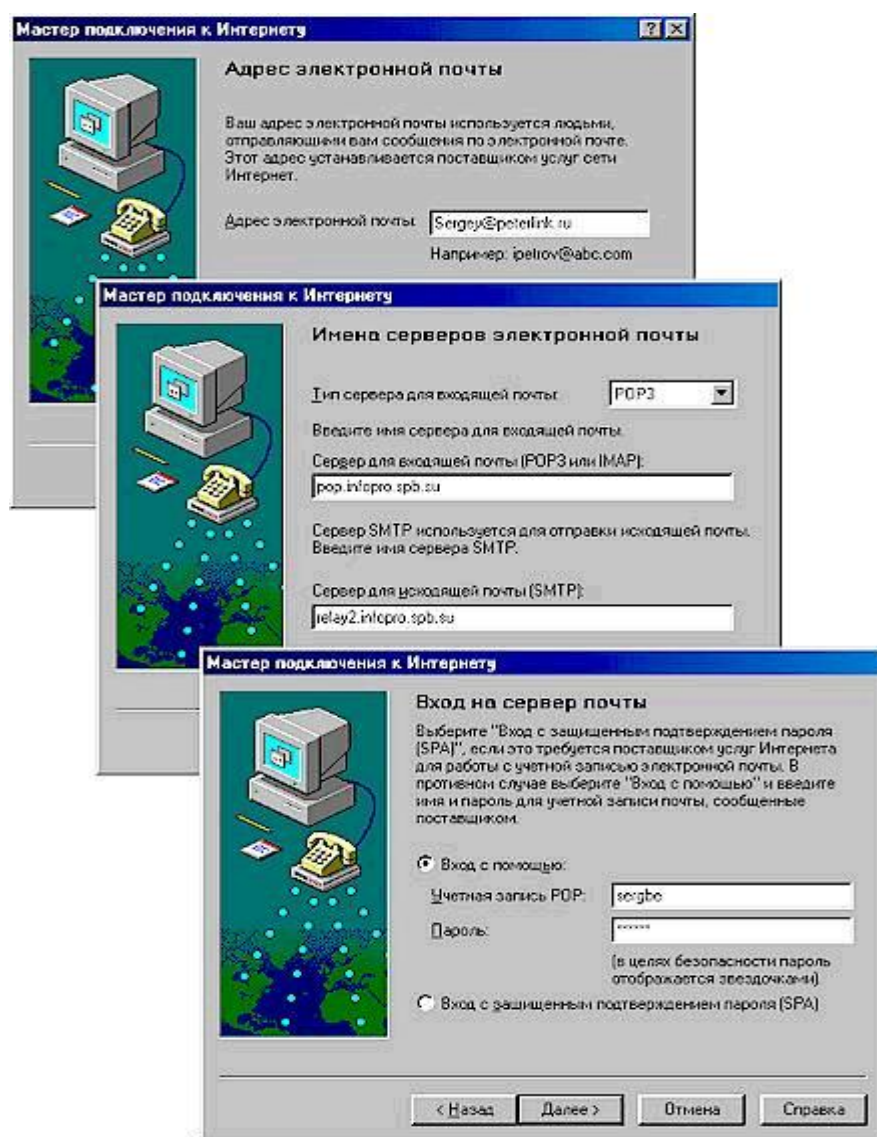 Мастер подключения к Интернету
Адрес электронной почты
Ваш адрес электронной почты используется людьми,
отправляющими вам сообщения по электронной почте.
Этот адрес устанавливается поставщиком услуг сети
Интернет.
Адрес электронной почты: Sergey@peterlink.ru
Например: ipetrov@abc.com
Мастер подключения к Интернету
Имена серверов электронной почты
Тип сервера для входящей почты: POP3
Введите имя сервера для входящей почты.
Сервер для входящей почты (POP3 или IMAP):
pop.infopro.spb.su
Сервер SMTP используется для отправки исходящей почты.
Введите имя сервера SMTP.
Сервер для исходящей почты (SMTP):
relay2.infopro.spb.su
Мастер подключения к Интернету
Вход на сервер почты
Выберите "Вход с защищенным подтверждением пароля
(SPA)", если это требуется поставщиком услуг Интернета
для работы с учетной записью электронной почты. В
противном случае выберите "Вход с помощью" и введите
имя и пароль для учетной записи почты, сообщенные
поставщиком.
Вход с помощью:
Учетная запись POP: sergbe
Пароль: ******
(в целях безопасности пароль
отображается звездочками)
Вход с защищенным подтверждением пароля (SPA)
< Назад Далее > Отмена Справка